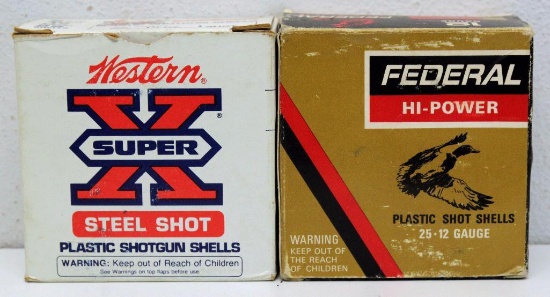 Western
®
X
SUPER
®
STEEL SHOT
PLASTIC SHOTGUN SHELLS
WARNING: Keep out of Reach of Children
See Warnings on top flaps before use
FEDERAL
HI-POWER
PLASTIC SHOT SHELLS
25-12 GAUGE
WARNING
KEEP OUT OF
THE REACH
OF CHILDREN